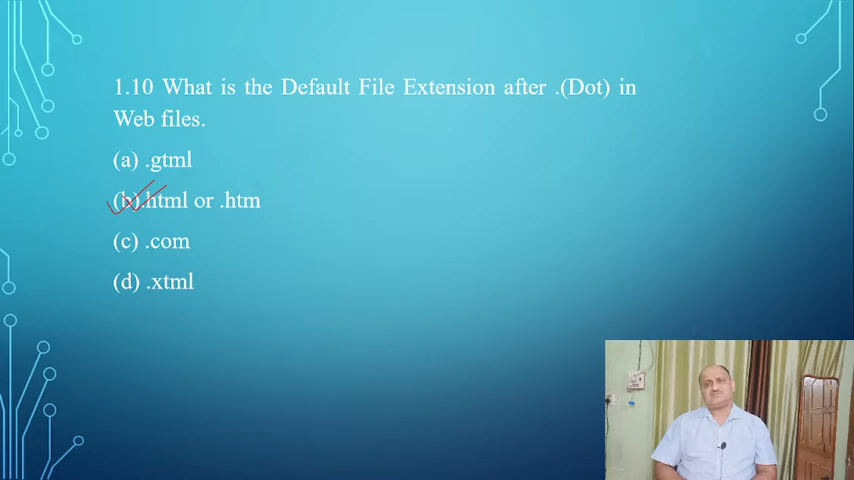 1.10 What is the Default File Extension after .(Dot) in
Web files.
(a) .gtml
(b).html or .htm
(c) .com
(d) .xtml